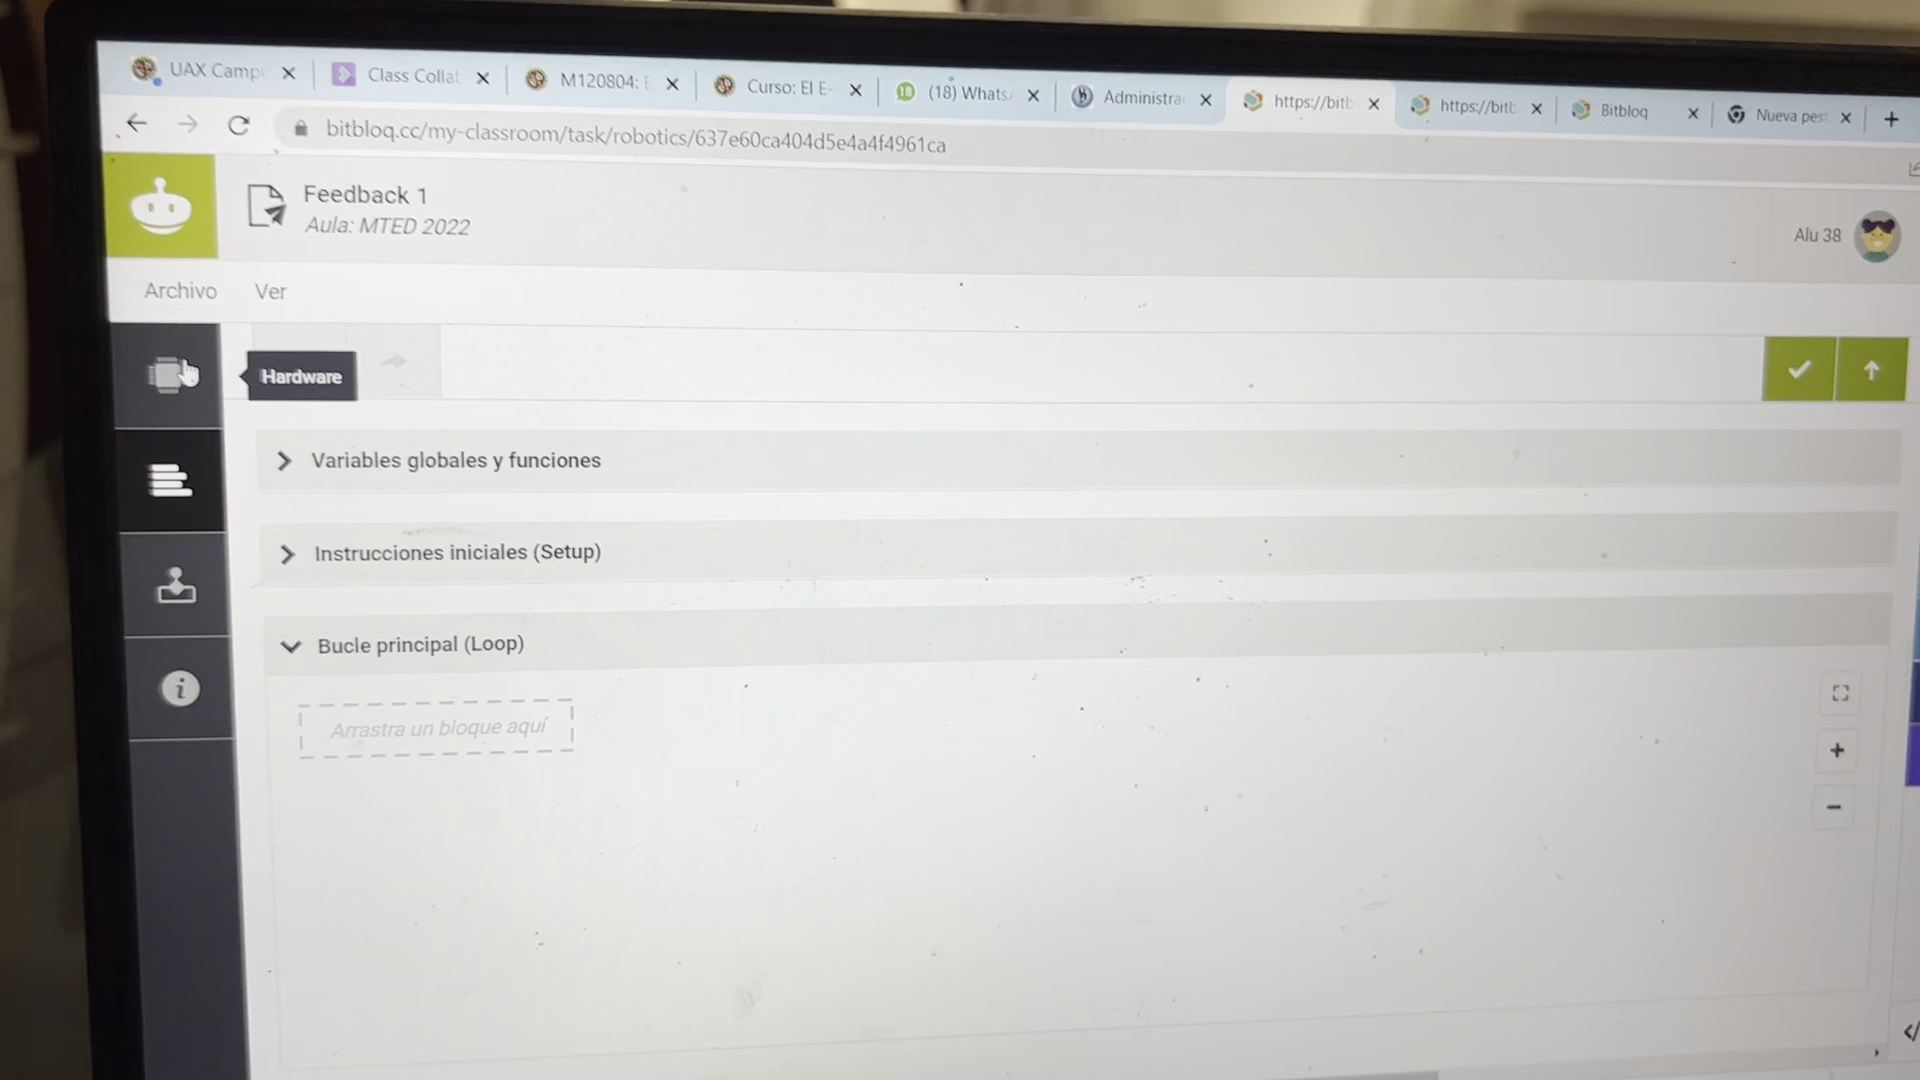 UAX Camp
Class Collat
M120804: E
Curso: El E-
(18) Whats
Administra
https://bitb
https://bitb
Bitbloq
Nueva pes
bitbloq.cc/my-classroom/task/robotics/637e60ca404d5e4a4f4961ca
Feedback 1
Aula: MTED 2022
Alu 38
Archivo
Ver
Hardware
Variables globales y funciones
Instrucciones iniciales (Setup)
Bucle principal (Loop)
Arrastra un bloque aquí